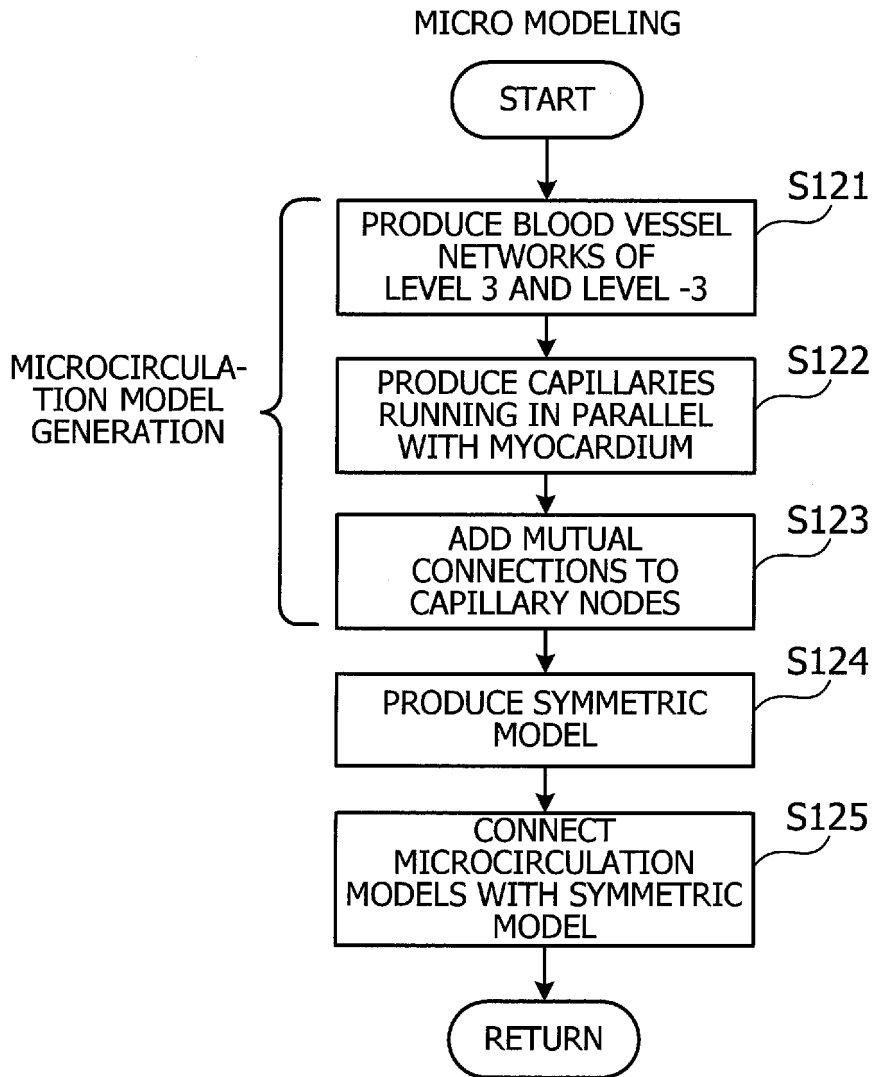 MICRO MODELING
START
S121
PRODUCE BLOOD VESSEL
NETWORKS OF
LEVEL 3 AND LEVEL -3
MICROCIRCULA-
TION MODEL
GENERATION
S122
PRODUCE CAPILLARIES
RUNNING IN PARALLEL
WITH MYOCARDIUM
S123
ADD MUTUAL
CONNECTIONS TO
CAPILLARY NODES
S124
PRODUCE SYMMETRIC
MODEL
S125
CONNECT
MICROCIRCULATION
MODELS WITH SYMMETRIC
MODEL
RETURN